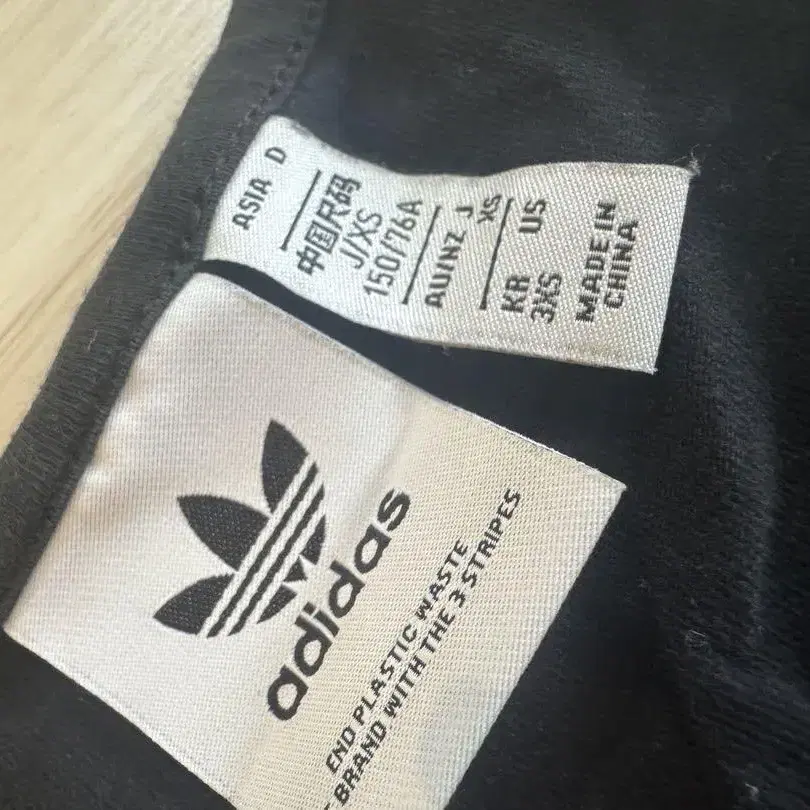 ASIA D
中国尺码
J/XS
150/76A
AU/NZ J
XS
KR US
3XS
MADE IN
CHINA
adidas
END PLASTIC WASTE
BRAND WITH THE 3-STRIPES